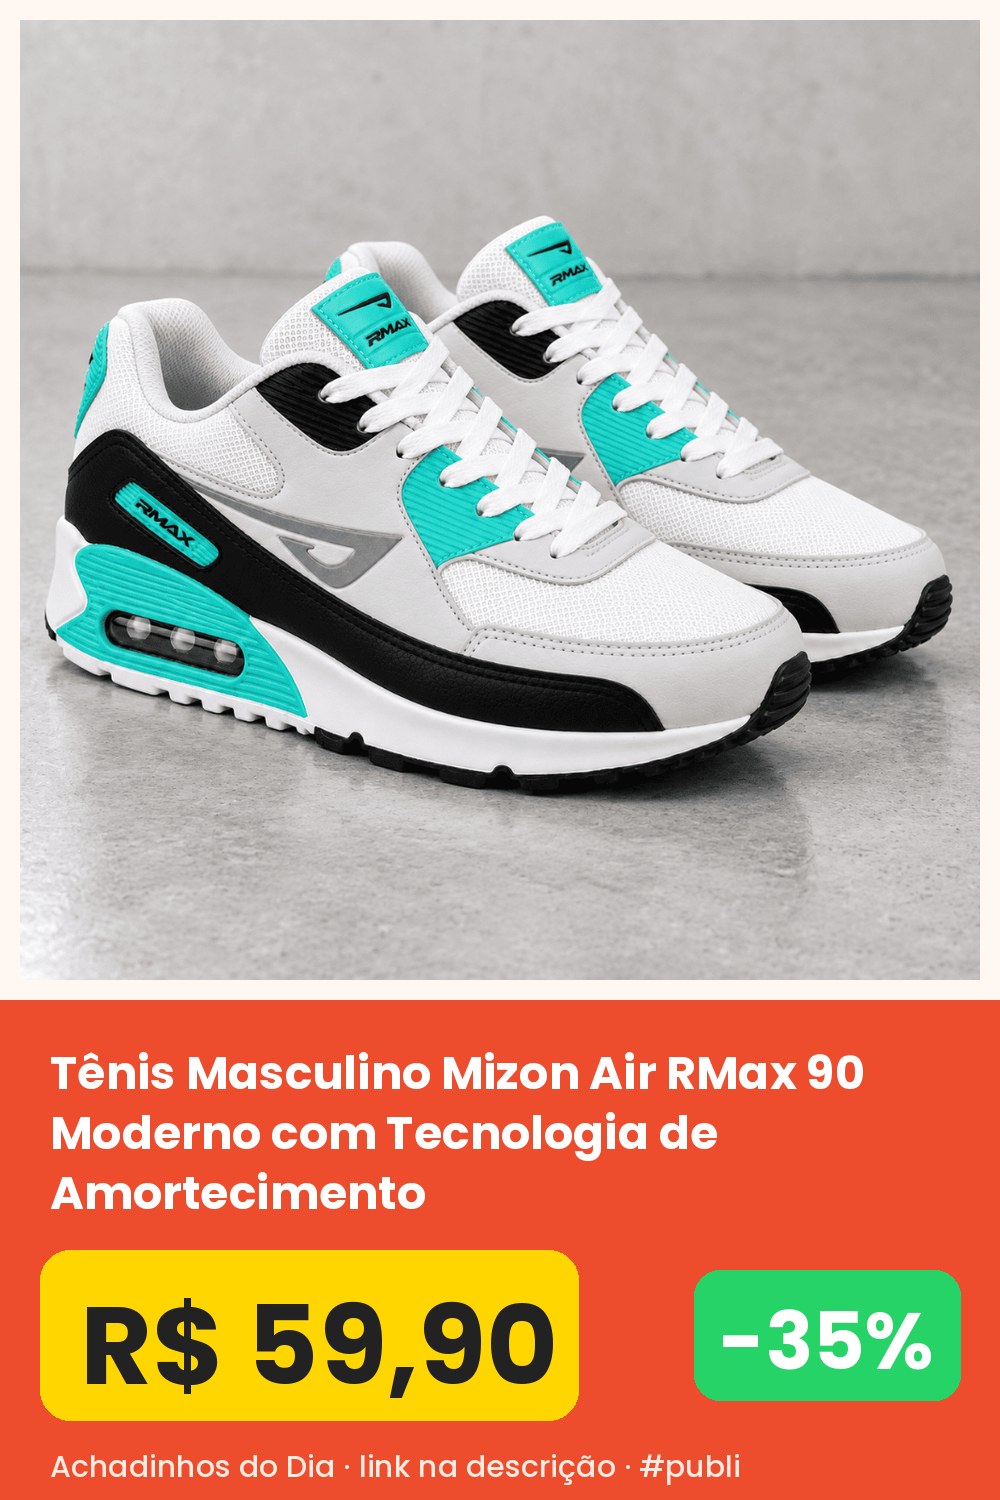 RMAX
RMAX
RMAX
Tênis Masculino Mizon Air RMax 90
Moderno com Tecnologia de
Amortecimento
R$ 59,90
-35%
Achadinhos do Dia · link na descrição · #publi